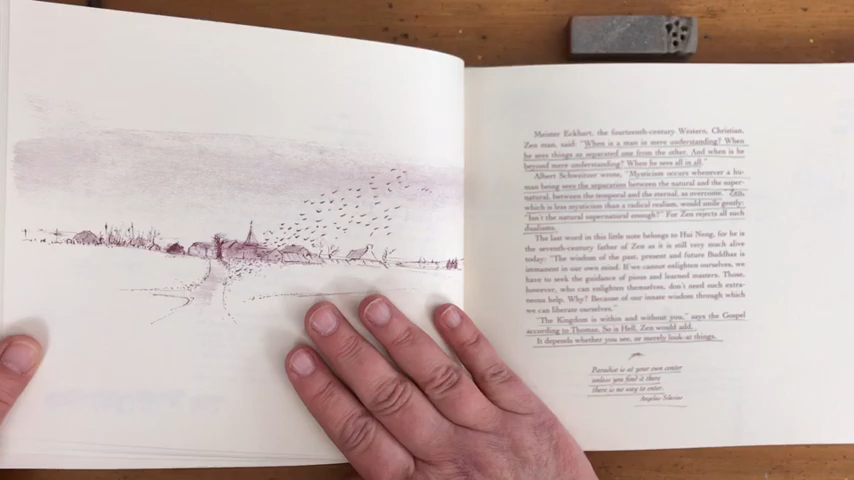 Meister Eckhart, the fourteenth-century Western, Christian,
Zen man, said: "When is a man in mere understanding? When
he sees things as separated one from the other. And when is he
beyond mere understanding? When he sees all in all."
Albert Schweitzer wrote, "Mysticism occurs whenever a hu-
man being sees the separation between the natural and the super-
natural, between the temporal and the eternal, as overcome. Zen,
which is less mysticism than a radical realism, would smile gently:
"Isn't the natural supernatural enough?" For Zen rejects all such
dualisms.
The last word in this little note belongs to Hui Neng, for he is
the seventh-century father of Zen as it is still very much alive
today: "The wisdom of the past, present and future Buddhas is
immanent in our own mind. If we cannot enlighten ourselves, we
have to seek the guidance of pious and learned masters. Those,
however, who can enlighten themselves, don't need such extra-
neous help. Why? Because of our innate wisdom through which
we can liberate ourselves."
"The Kingdom is within and without you," says the Gospel
according to Thomas. So is Hell, Zen would add.
It depends whether you see, or merely look-at things.
Paradise is at your own center
unless you find it there
there is no way to enter.
Angelus Silesius